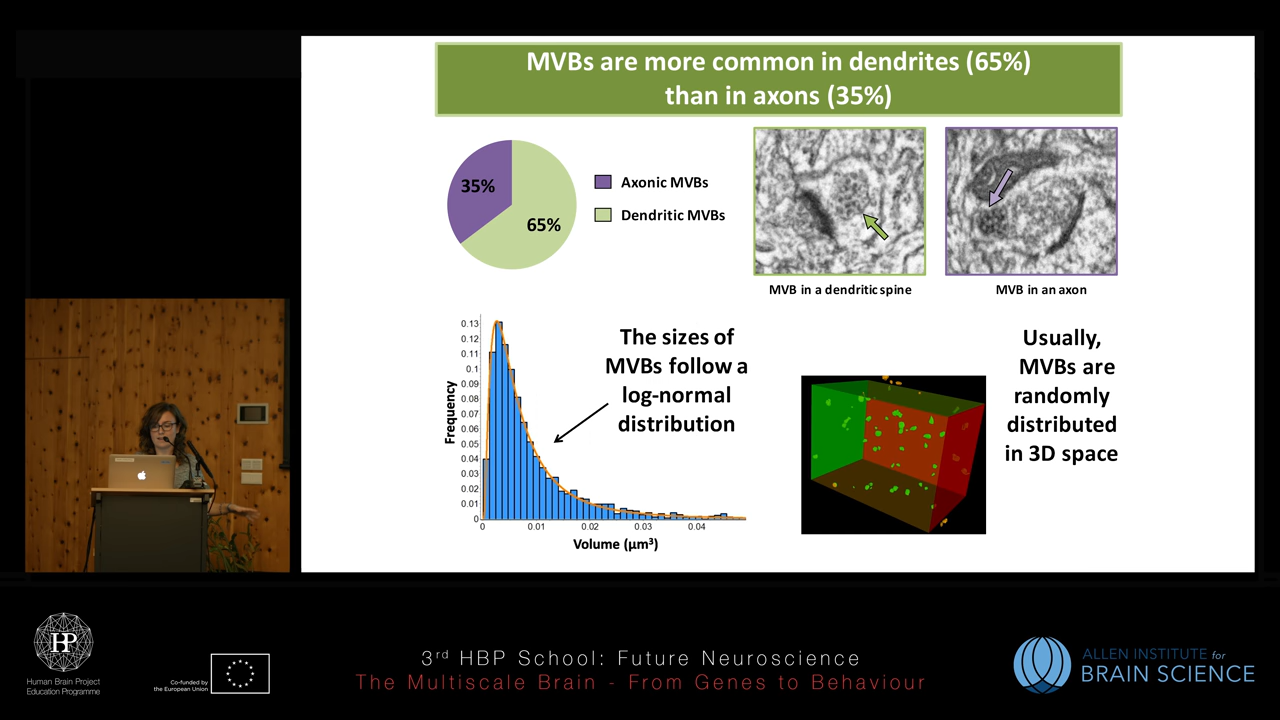 MVBs are more common in dendrites (65%)
than in axons (35%)
35%
65%
Axonic MVBs
Dendritic MVBs
MVB in a dendritic spine
MVB in an axon
0.13
0.12
0.11
0.1
0.09
0.08
0.07
0.06
0.05
0.04
0.03
0.02
0.01
0
Frequency
0
0.01
0.02
0.03
0.04
Volume (µm³)
The sizes of
MVBs follow a
log-normal
distribution
Usually,
MVBs are
randomly
distributed
in 3D space
HP
Human Brain Project
Education Programme
Co-funded by
the European Union
3rd HBP School: Future Neuroscience
The Multiscale Brain - From Genes to Behaviour
ALLEN INSTITUTE for
BRAIN SCIENCE